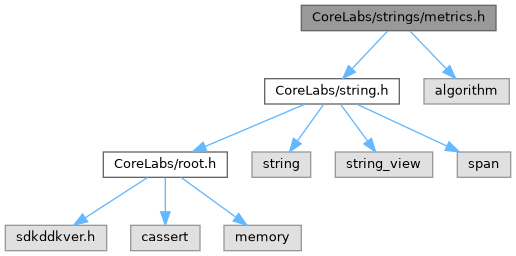 CoreLabs/strings/metrics.h
CoreLabs/string.h
algorithm
CoreLabs/root.h
string
string_view
span
sdkddkver.h
cassert
memory